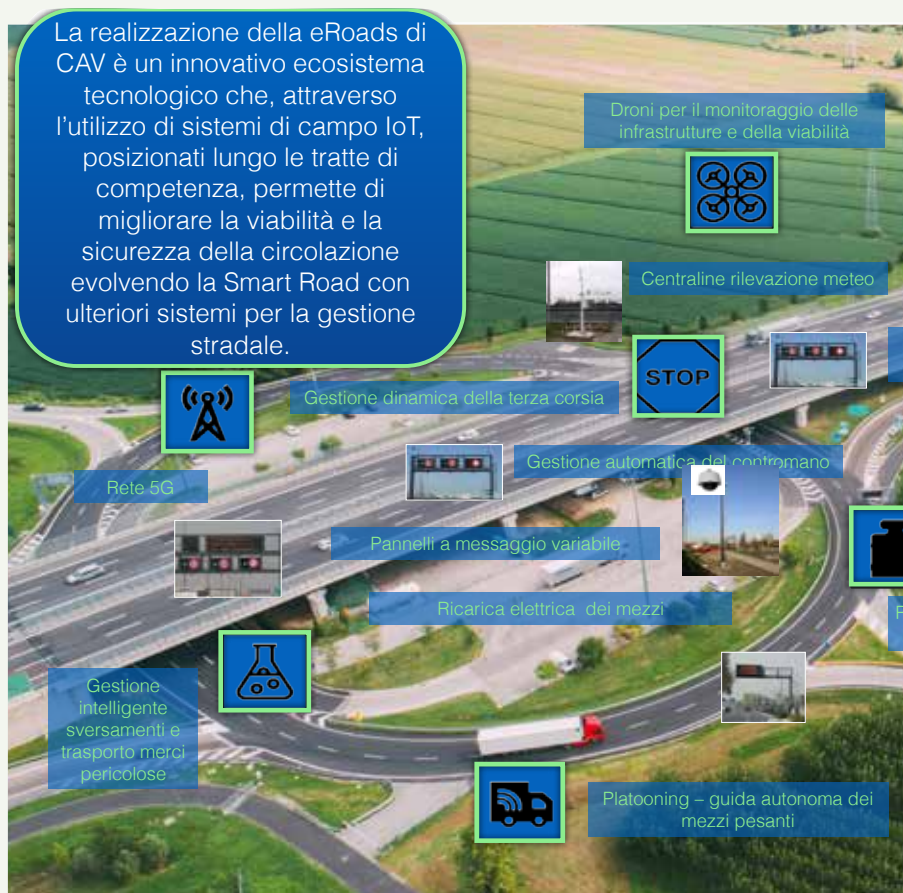 La realizzazione della eRoads di
CAV è un innovativo ecosistema
tecnologico che, attraverso
l'utilizzo di sistemi di campo IoT,
posizionati lungo le tratte di
competenza, permette di
migliorare la viabilità e la
sicurezza della circolazione
evolvendo la Smart Road con
ulteriori sistemi per la gestione
stradale.
Droni per il monitoraggio delle
infrastrutture e della viabilità
Centraline rilevazione meteo
STOP
Gestione dinamica della terza corsia
Gestione automatica del contromano
Rete 5G
Pannelli a messaggio variabile
Ricarica elettrica dei mezzi
Gestione
intelligente
sversamenti e
trasporto merci
pericolose
Platooning – guida autonoma dei
mezzi pesanti